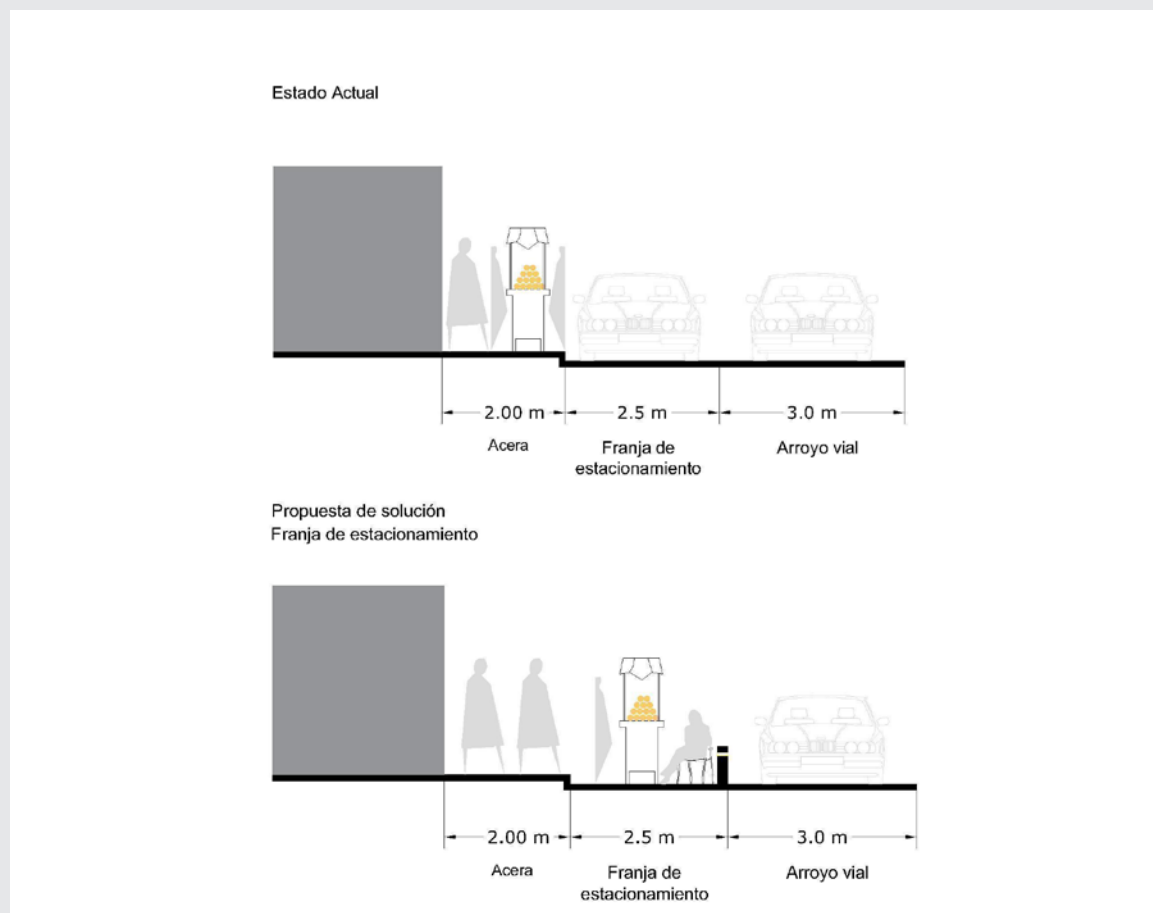 Estado Actual
2.00 m
2.5 m
3.0 m
Acera
Franja de
estacionamiento
Arroyo vial
Propuesta de solución
Franja de estacionamiento
2.00 m
2.5 m
3.0 m
Acera
Franja de
estacionamiento
Arroyo vial